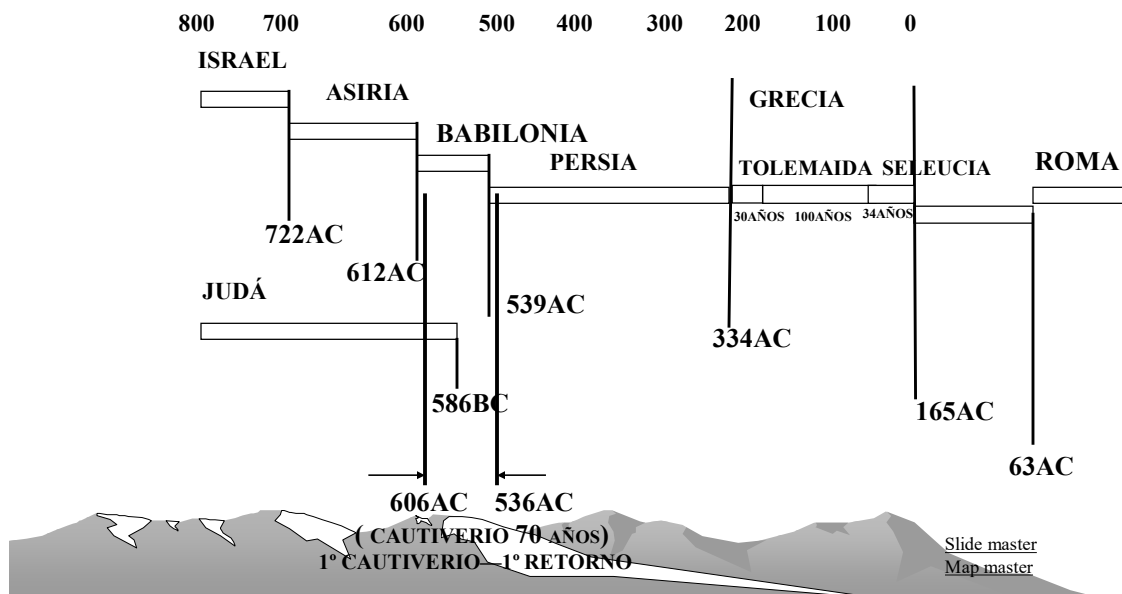 800 700 600 500 400 300 200 100 0
ISRAEL
ASIRIA
GRECIA
BABILONIA
PERSIA
TOLEMAIDA
SELEUCIA
ROMA
30AÑOS
100AÑOS
34AÑOS
722AC
612AC
JUDÁ
539AC
334AC
586BC
165AC
63AC
606AC
536AC
( CAUTIVERIO 70 AÑOS)
1º CAUTIVERIO—1º RETORNO
Slide master
Map master